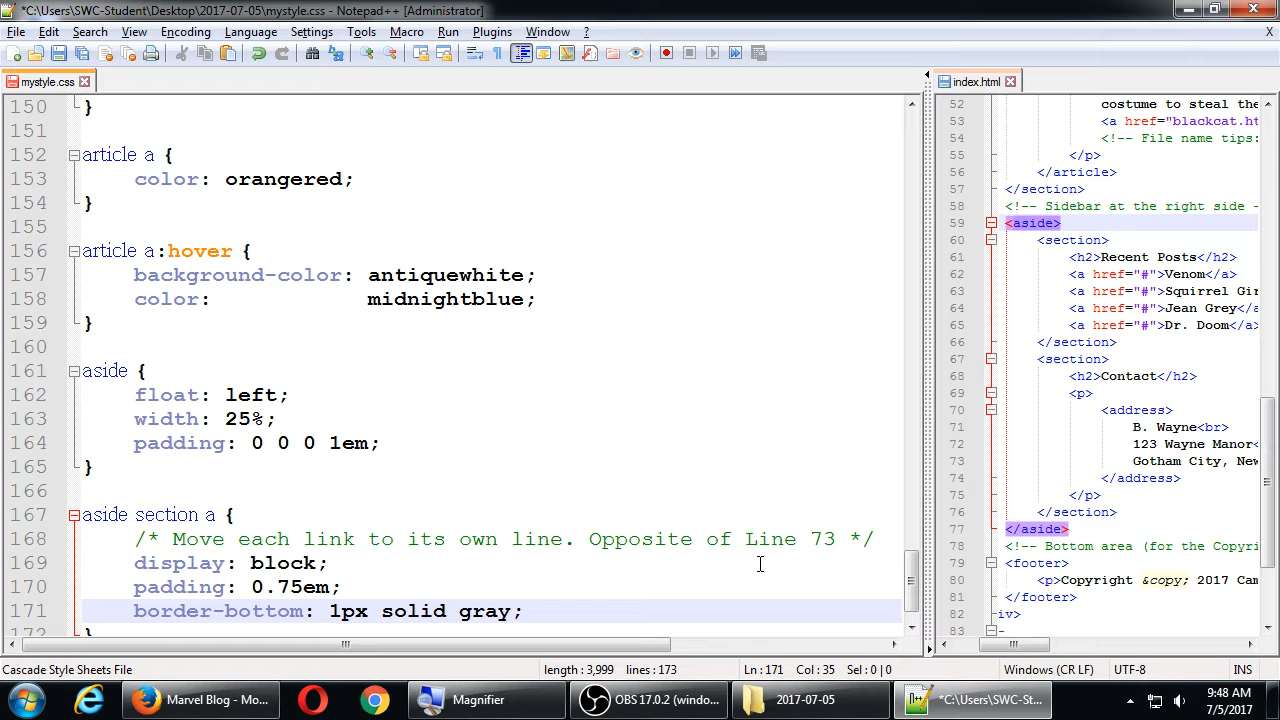 *C:\Users\SWC-Student\Desktop\2017-07-05\mystyle.css - Notepad++ [Administrator]
File Edit Search View Encoding Language Settings Tools Macro Run Plugins Window ? X
mystyle.css
150 }
151
152 article a {
153 color: orangered;
154 }
155
156 article a:hover {
157 background-color: antiquewhite;
158 color: midnightblue;
159 }
160
161 aside {
162 float: left;
163 width: 25%;
164 padding: 0 0 0 1em;
165 }
166
167 aside section a {
168 /* Move each link to its own line. Opposite of Line 73 */
169 display: block;
170 padding: 0.75em;
171 border-bottom: 1px solid gray;
172 }
index.html
52 costume to steal the
53 <a href="blackcat.ht
54 <!-- File name tips:
55 </p>
56 </article>
57 </section>
58 <!-- Sidebar at the right side -
59 <aside>
60 <section>
61 <h2>Recent Posts</h2>
62 <a href="#">Venom</a>
63 <a href="#">Squirrel Gir
64 <a href="#">Jean Grey</a
65 <a href="#">Dr. Doom</a>
66 </section>
67 <section>
68 <h2>Contact</h2>
69 <p>
70 <address>
71 B. Wayne<br>
72 123 Wayne Manor<
73 Gotham City, New
74 </address>
75 </p>
76 </section>
77 </aside>
78 <!-- Bottom area (for the Copyri
79 <footer>
80 <p>Copyright &copy; 2017 Cam
81 </footer>
82 iv>
83 -
Cascade Style Sheets File length : 3,999 lines : 173 Ln : 171 Col : 35 Sel : 0 | 0 Windows (CR LF) UTF-8 INS
Marvel Blog - Mo... Magnifier OBS 17.0.2 (windo... 2017-07-05 *C:\Users\SWC-St...
9:48 AM
7/5/2017